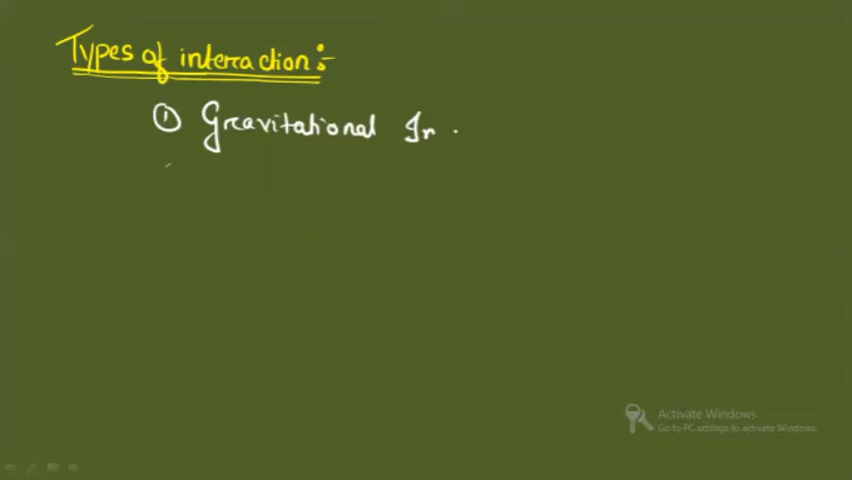 Types of interaction :-
① Gravitational In .
Activate Windows
Go to PC settings to activate Windows.